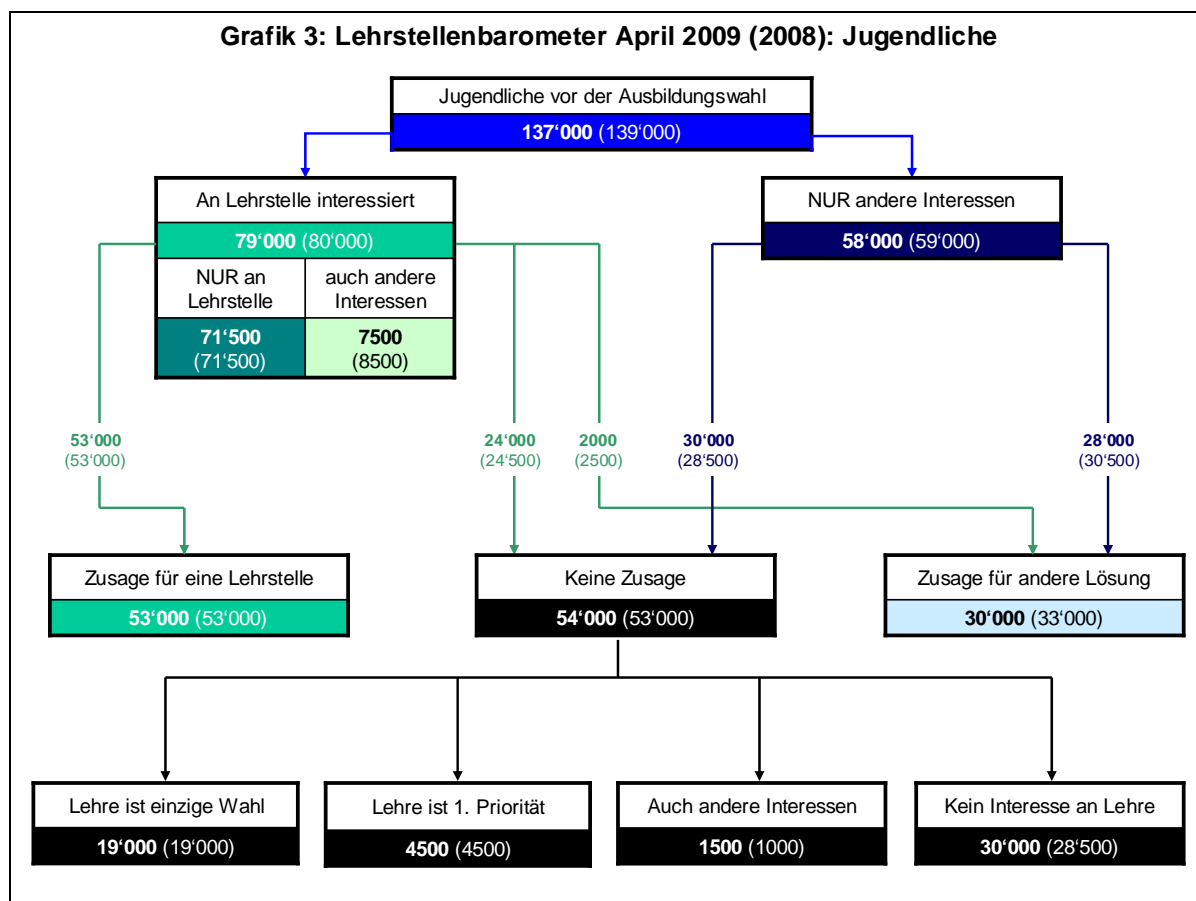 Grafik 3: Lehrstellenbarometer April 2009 (2008): Jugendliche
Jugendliche vor der Ausbildungswahl
137‘000 (139‘000)
An Lehrstelle interessiert
79‘000 (80‘000)
NUR an
Lehrstelle
auch andere
Interessen
71‘500
(71‘500)
7500
(8500)
NUR andere Interessen
58‘000 (59‘000)
53‘000
(53‘000)
24‘000
(24‘500)
2000
(2500)
30‘000
(28‘500)
28‘000
(30‘500)
Zusage für eine Lehrstelle
53‘000 (53‘000)
Keine Zusage
54‘000 (53‘000)
Zusage für andere Lösung
30‘000 (33‘000)
Lehre ist einzige Wahl
19‘000 (19‘000)
Lehre ist 1. Priorität
4500 (4500)
Auch andere Interessen
1500 (1000)
Kein Interesse an Lehre
30‘000 (28‘500)